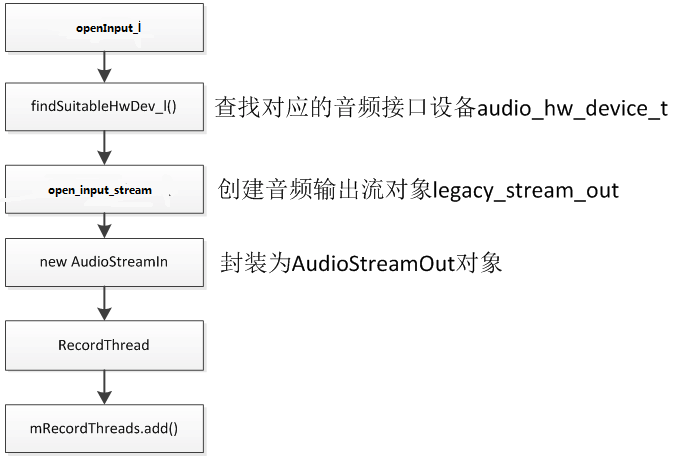 openInput_l
findSuitableHwDev_l() 查找对应的音频接口设备audio_hw_device_t
open_input_stream 创建音频输出流对象legacy_stream_out
new AudioStreamIn 封装为AudioStreamOut对象
RecordThread
mRecordThreads.add()